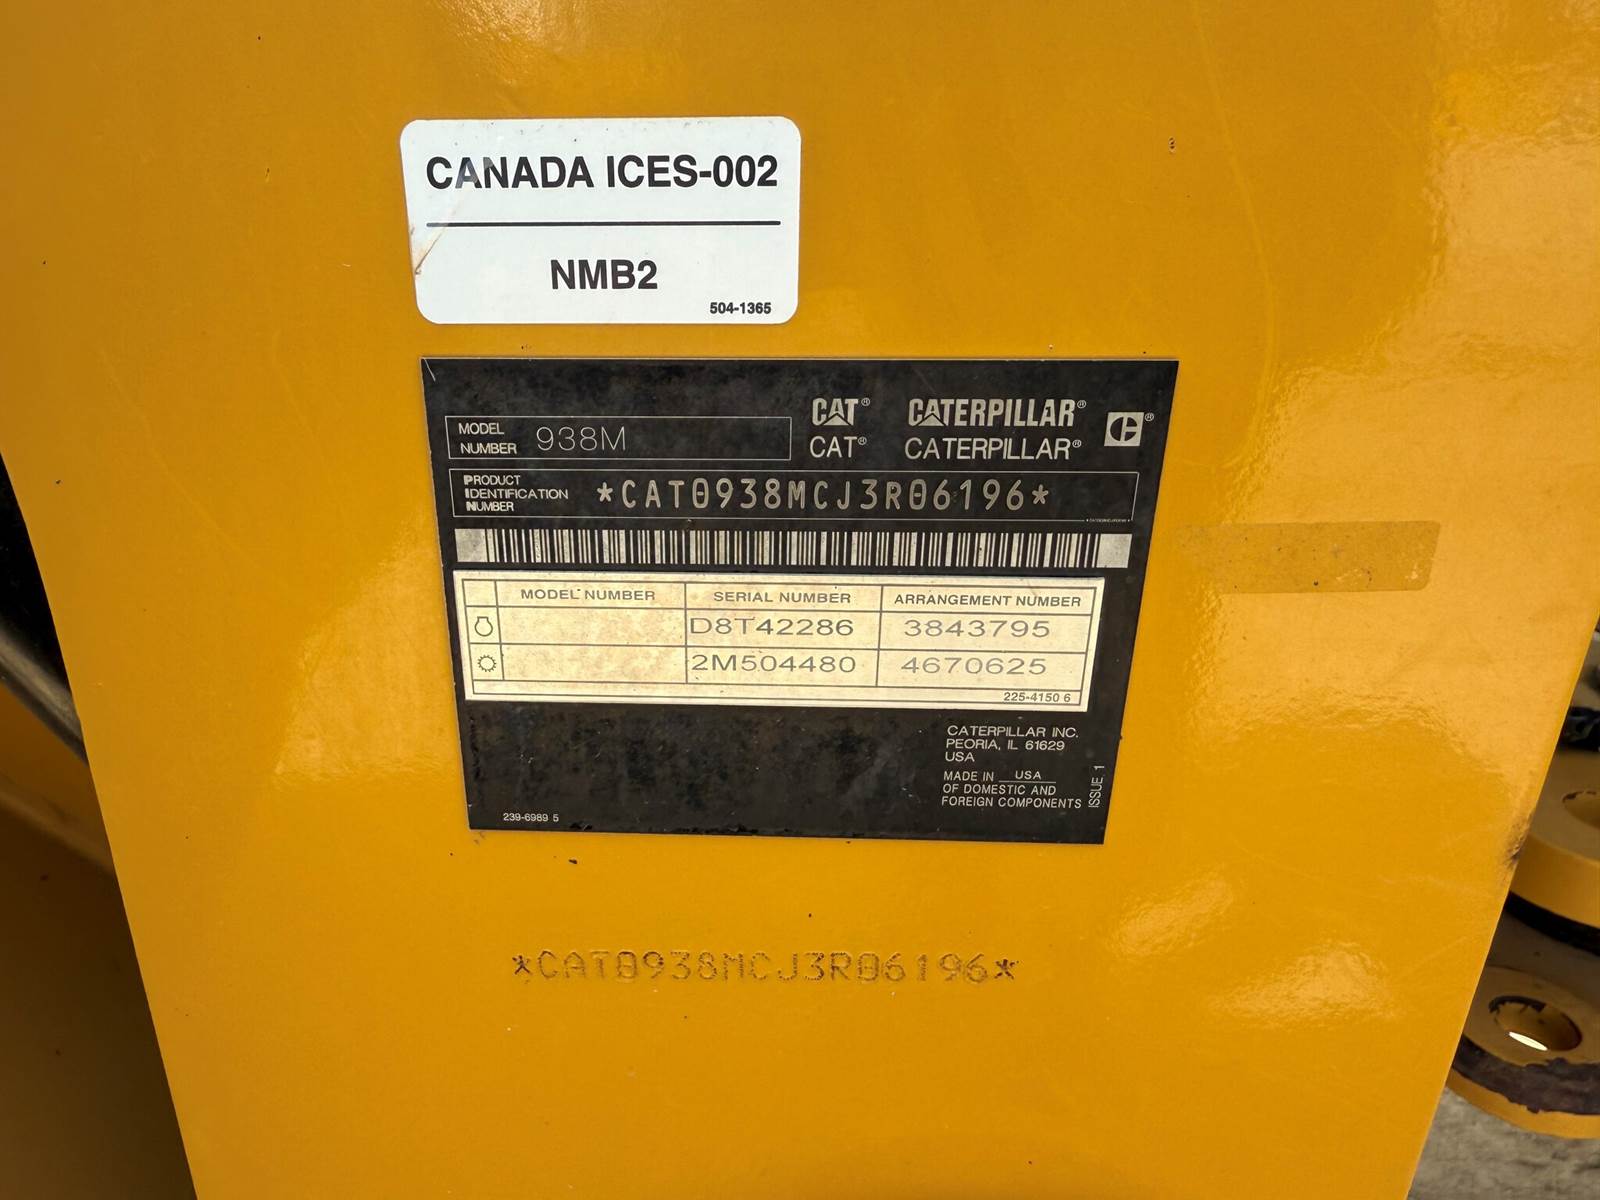 CANADA ICES-002
NMB2
504-1365
MODEL NUMBER 938M
CAT® CATERPILLAR® ®
CAT® CATERPILLAR®
PRODUCT IDENTIFICATION NUMBER *CAT0938MCJ3R06196*
MODEL NUMBER SERIAL NUMBER ARRANGEMENT NUMBER
D8T42286 3843795
2M504480 4670625
225-4150 6
CATERPILLAR INC.
PEORIA, IL 61629
USA
MADE IN USA
OF DOMESTIC AND
FOREIGN COMPONENTS
ISSUE 1
239-6989 5
*CAT0938MCJ3R06196*